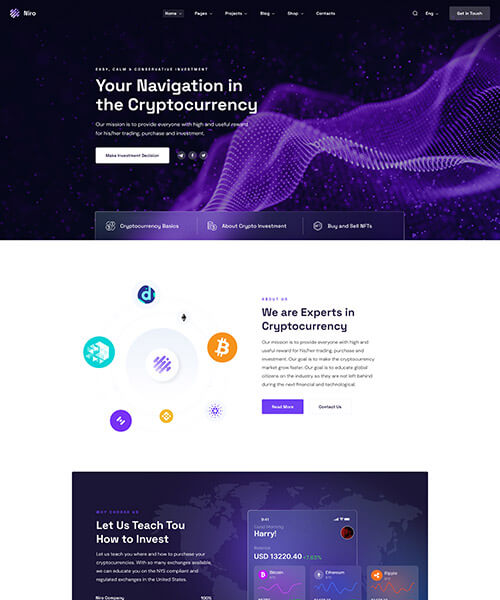 Niro
Home Pages Projects Blog Shop Contacts
Eng
Get In Touch
EASY, CALM & CONSERVATIVE INVESTMENT
Your Navigation in
the Cryptocurrency
Our mission is to provide everyone with high and useful reward
for his/her trading, purchase and investment.
Make Investment Decision
Cryptocurrency Basics
About Crypto Investment
Buy and Sell NFTs
ABOUT US
We are Experts in
Cryptocurrency
Our mission is to provide everyone with high and
useful reward for his/her trading, purchase and
investment. Our goal is to make the cryptocurrency
market grow faster. Our goal is to educate global
citizens on the industry so they are not left behind
during the next financial and technological.
Read More
Contact Us
WHY CHOOSE US
Let Us Teach Tou
How to Invest
Let us teach you where and how to purchase your
cryptocurrencies. With so many exchanges available,
we can educate you on the NYS compliant and
regulated exchanges in the United States.
Niro Company 100%
9:41
Good Morning
Harry!
Balance
USD 13220.40 +7.53%
Bitcoin
BTC
Ethereum
ETH
Ripple